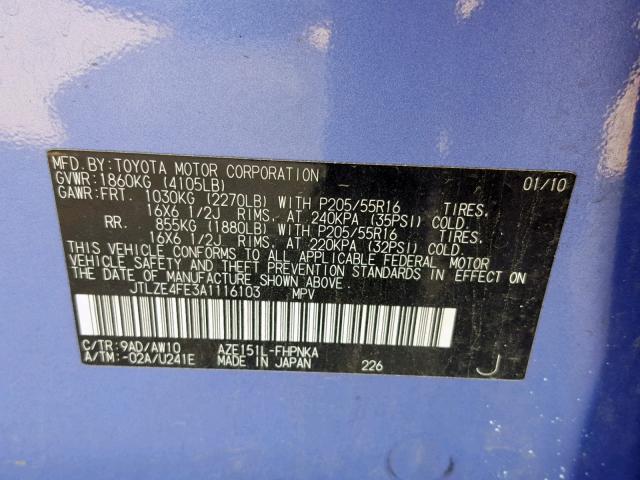 MFD.BY:TOYOTA MOTOR CORPORATION 01/10
GVWR:1860KG (4105LB)
GAWR:FRT. 1030KG (2270LB) WITH P205/55R16 TIRES.
16X6 1/2J RIMS. AT 240KPA (35PSI) COLD.
RR. 855KG (1880LB) WITH P205/55R16 TIRES.
16X6 1/2J RIMS. AT 220KPA (32PSI) COLD.
THIS VEHICLE CONFORMS TO ALL APPLICABLE FEDERAL MOTOR
VEHICLE SAFETY AND THEFT PREVENTION STANDARDS IN EFFECT
ON THE DATE OF MANUFACTURE SHOWN ABOVE.
JTLZE4FE3A1116103 MPV
C/TR:9AD/AW10 AZE151L-FHPNKA
A/TM:-02A/U241E MADE IN JAPAN 226 J